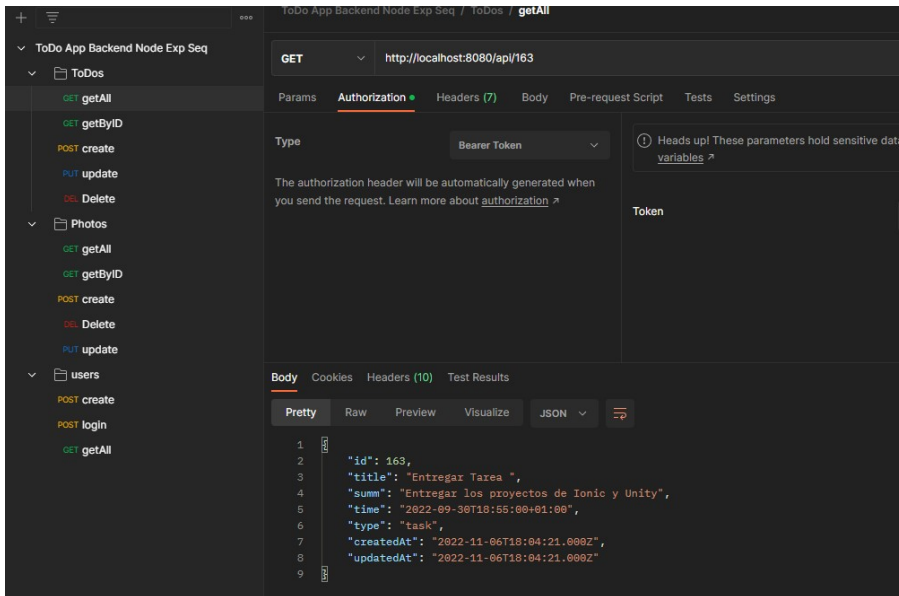 ToDo App Backend Node Exp Seq / ToDos / getAll
ToDo App Backend Node Exp Seq
ToDos
GET getAll
GET getByID
POST create
PUT update
DEL Delete
Photos
GET getAll
GET getByID
POST create
DEL Delete
PUT update
users
POST create
POST login
GET getAll
GET http://localhost:8080/api/163
Params Authorization Headers (7) Body Pre-request Script Tests Settings
Type Bearer Token
The authorization header will be automatically generated when
you send the request. Learn more about authorization ↗
Heads up! These parameters hold sensitive data
variables ↗
Token
Body Cookies Headers (10) Test Results
Pretty Raw Preview Visualize JSON
1 {
2 "id": 163,
3 "title": "Entregar Tarea ",
4 "summ": "Entregar los proyectos de Ionic y Unity",
5 "time": "2022-09-30T18:55:00+01:00",
6 "type": "task",
7 "createdAt": "2022-11-06T18:04:21.000Z",
8 "updatedAt": "2022-11-06T18:04:21.000Z"
9 }